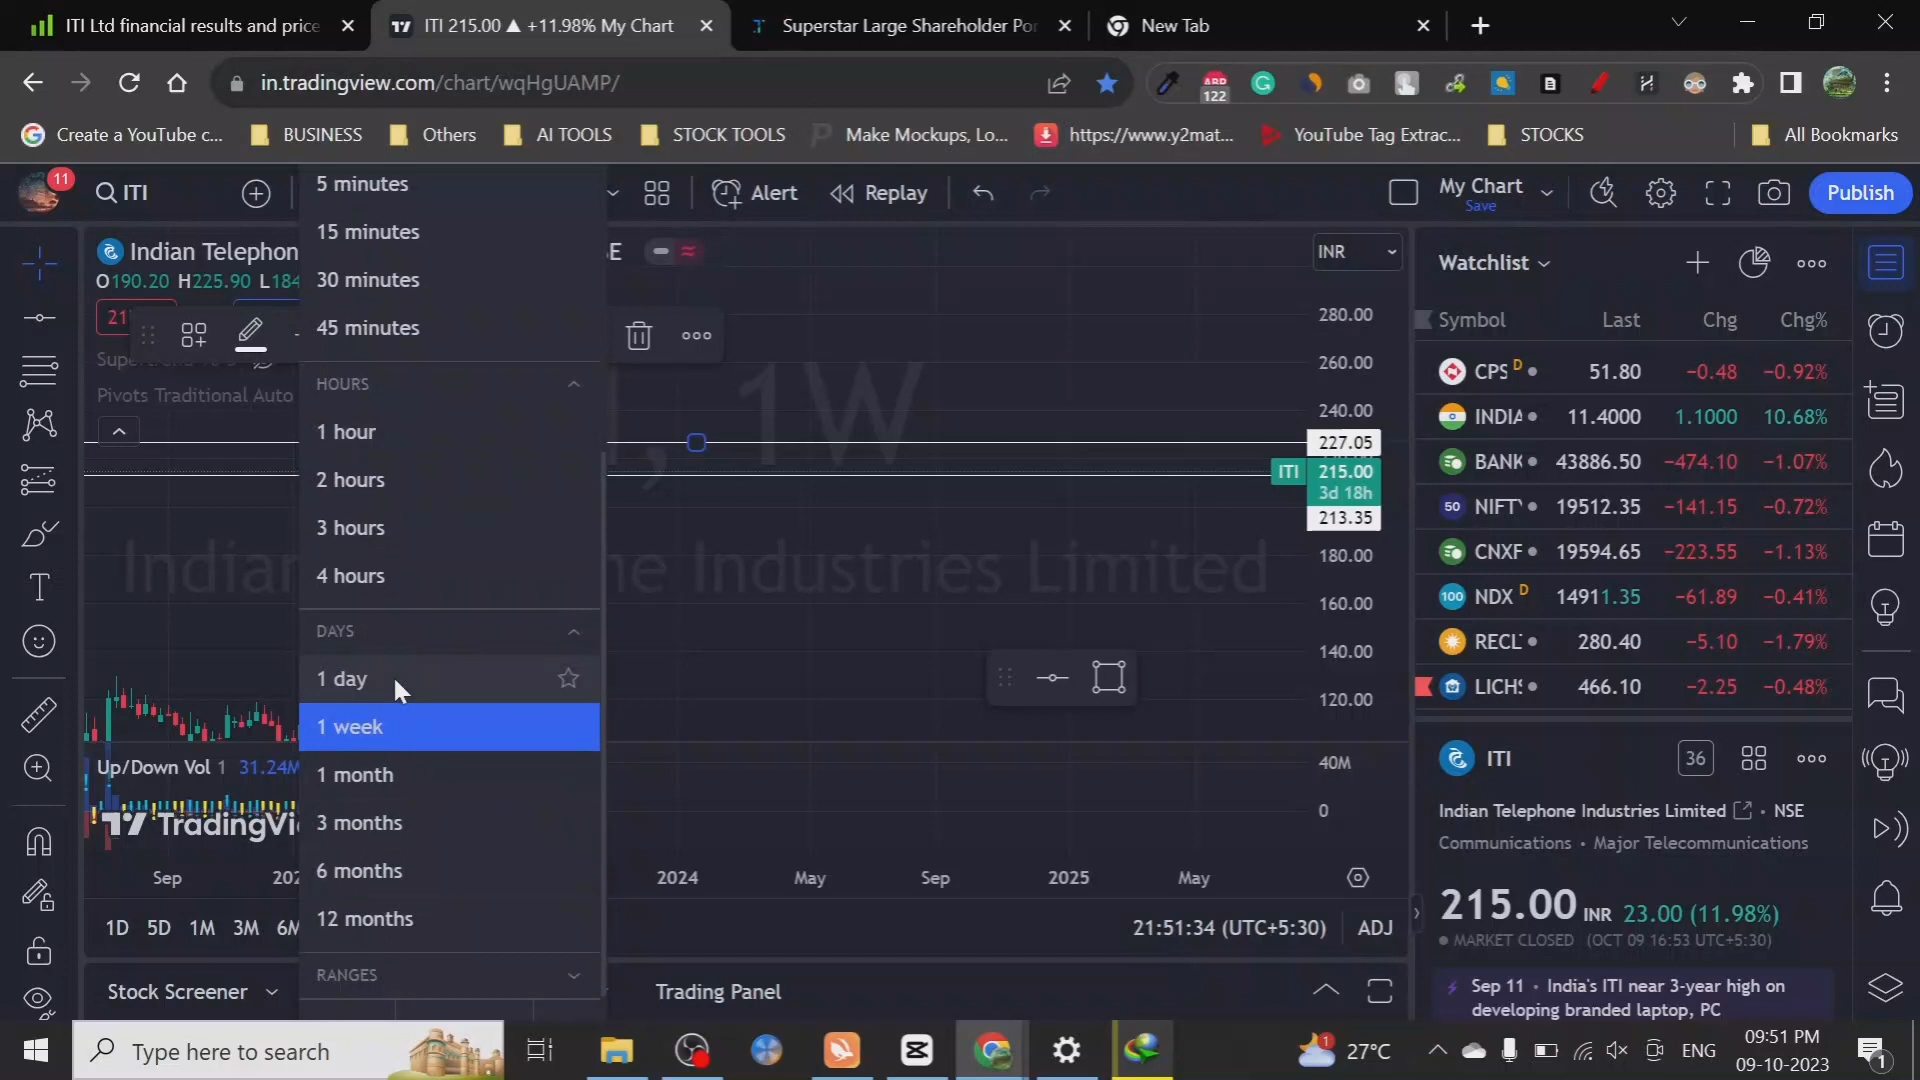 ITI Ltd financial results and price
ITI 215.00 ▲ +11.98% My Chart
Superstar Large Shareholder Por
New Tab
in.tradingview.com/chart/wqHgUAMP/
ABP
122
Create a YouTube c...
BUSINESS
Others
AI TOOLS
STOCK TOOLS
Make Mockups, Lo...
https://www.y2mat...
YouTube Tag Extrac...
STOCKS
All Bookmarks
11
ITI
Alert
Replay
My Chart
Save
Publish
5 minutes
15 minutes
30 minutes
45 minutes
HOURS
1 hour
2 hours
3 hours
4 hours
DAYS
1 day
1 week
1 month
3 months
6 months
12 months
RANGES
Indian Telephon
O190.20 H225.90 L184
21
Pivots Traditional Auto
, 1W
Indian
ne Industries Limited
INR
280.00
260.00
240.00
227.05
ITI 215.00
3d 18h
213.35
180.00
160.00
140.00
120.00
40M
0
Up/Down Vol 1 31.24M
TradingVi
Sep
202
2024
May
Sep
2025
May
1D 5D 1M 3M 6M
21:51:34 (UTC+5:30)
ADJ
Stock Screener
Trading Panel
Watchlist
Symbol Last Chg Chg%
CPS D 51.80 −0.48 −0.92%
INDIA 11.4000 1.1000 10.68%
BANK 43886.50 −474.10 −1.07%
50 NIFTY 19512.35 −141.15 −0.72%
CNXF 19594.65 −223.55 −1.13%
100 NDX D 14911.35 −61.89 −0.41%
RECL 280.40 −5.10 −1.79%
LICHS 466.10 −2.25 −0.48%
ITI
36
Indian Telephone Industries Limited • NSE
Communications • Major Telecommunications
215.00 INR 23.00 (11.98%)
MARKET CLOSED (OCT 09 16:53 UTC+5:30)
Sep 11 • India's ITI near 3-year high on
developing branded laptop, PC
Type here to search
1
27°C
ENG
09:51 PM
09-10-2023
1